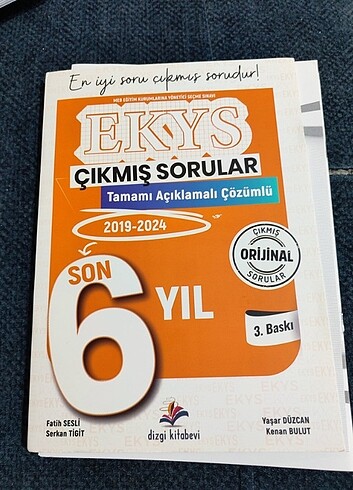 En iyi soru çıkmış sorudur!
MEB EĞİTİM KURUMLARINA YÖNETİCİ SEÇME SINAVI
EKYS
ÇIKMIŞ SORULAR
Tamamı Açıklamalı Çözümlü
2019-2024
ÇIKMIŞ
ORİJİNAL
SORULAR
SON
6
YIL
3. Baskı
Fatih SESLİ
Serkan TİGİT
dizgi kitabevi
Yaşar DÜZCAN
Kenan BULUT